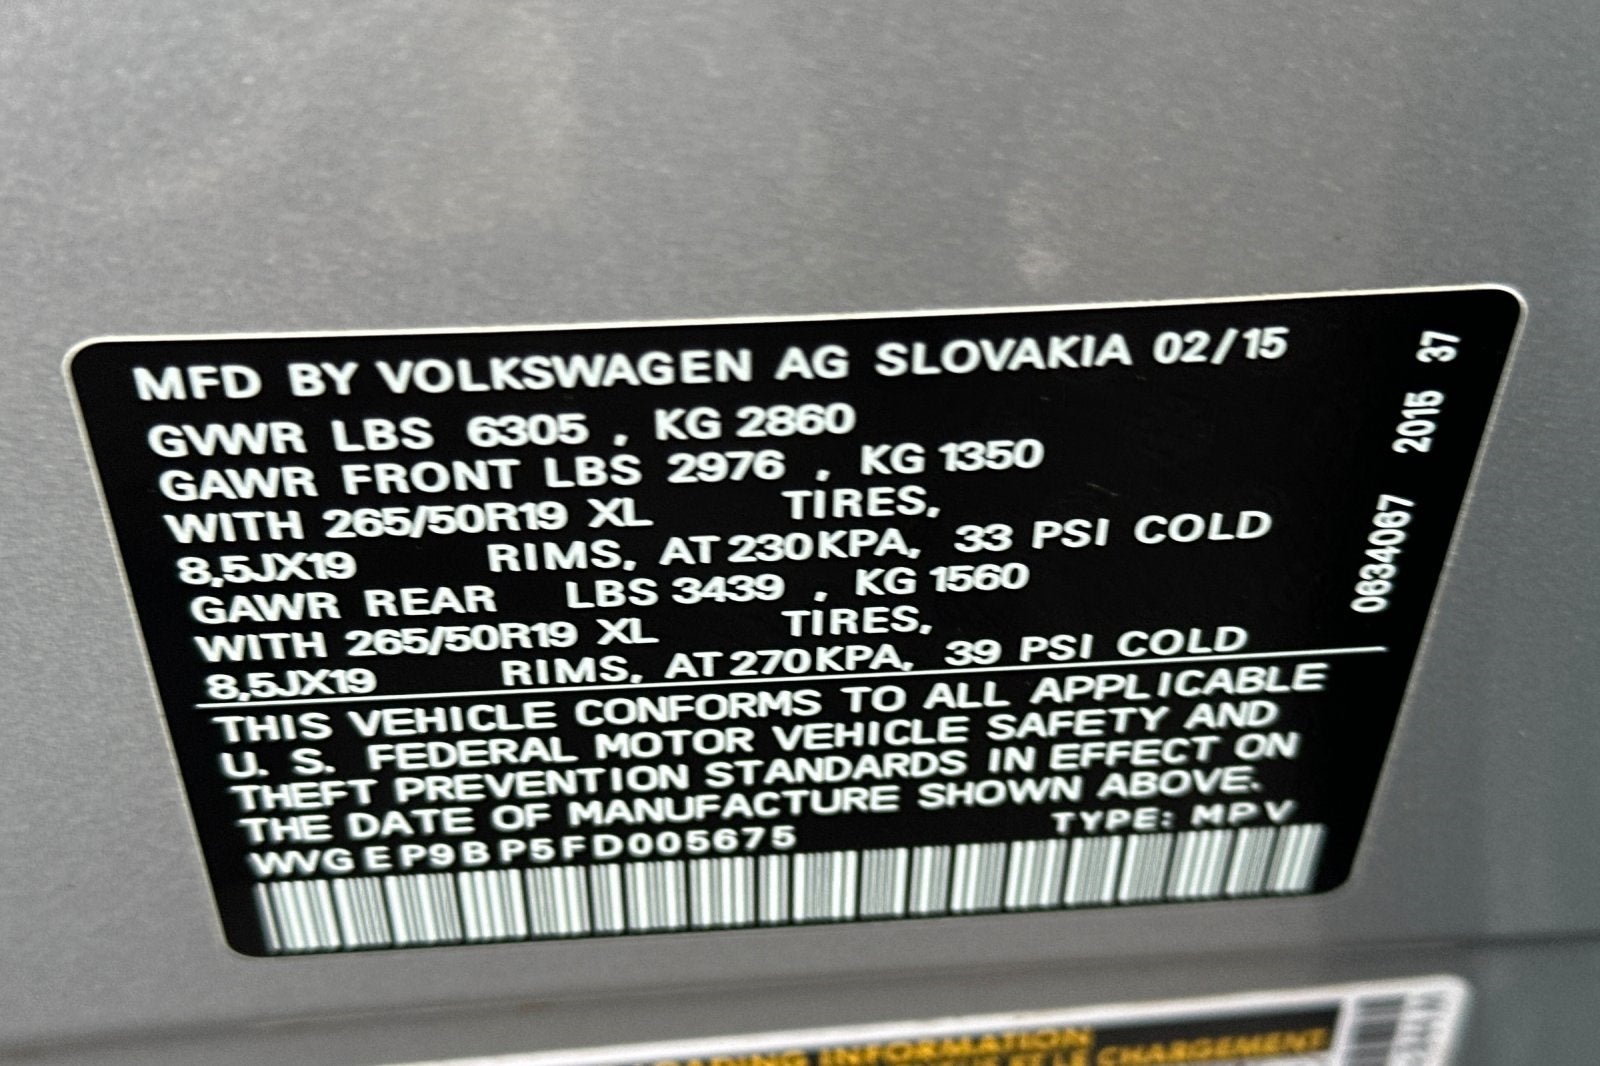 MFD BY VOLKSWAGEN AG SLOVAKIA 02/15
GVWR LBS 6305 , KG 2860
GAWR FRONT LBS 2976 , KG 1350
WITH 265/50R19 XL TIRES,
8,5JX19 RIMS, AT 230KPA, 33 PSI COLD
GAWR REAR LBS 3439 , KG 1560
WITH 265/50R19 XL TIRES,
8,5JX19 RIMS, AT 270KPA, 39 PSI COLD
THIS VEHICLE CONFORMS TO ALL APPLICABLE
U. S. FEDERAL MOTOR VEHICLE SAFETY AND
THEFT PREVENTION STANDARDS IN EFFECT ON
THE DATE OF MANUFACTURE SHOWN ABOVE.
WVGEP9BP5FD005675 TYPE: MPV
0634067 2015 37
INFORMATION
ET LE CHARGEMENT